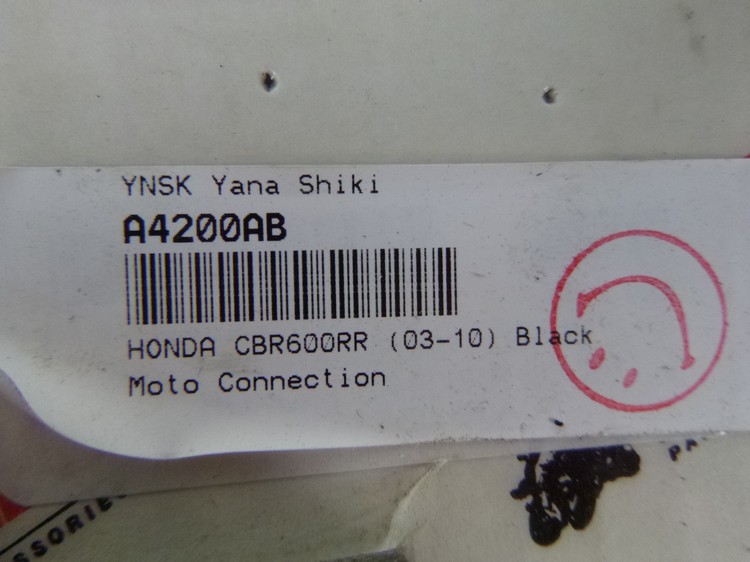 YNSK Yana Shiki
A4200AB
HONDA CBR600RR (03-10) Black
Moto Connection